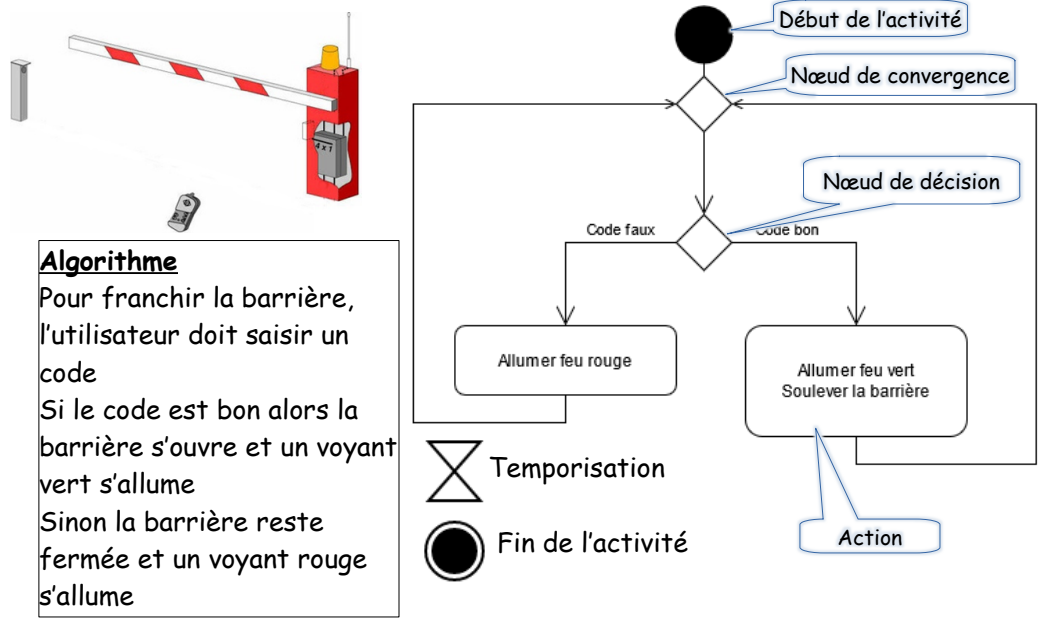 Début de l'activité
Nœud de convergence
4 x 1
Nœud de décision
Code faux
Code bon
Algorithme
Pour franchir la barrière,
l'utilisateur doit saisir un
code
Si le code est bon alors la
barrière s'ouvre et un voyant
vert s'allume
Sinon la barrière reste
fermée et un voyant rouge
s'allume
Allumer feu rouge
Allumer feu vert
Soulever la barrière
Temporisation
Fin de l'activité
Action